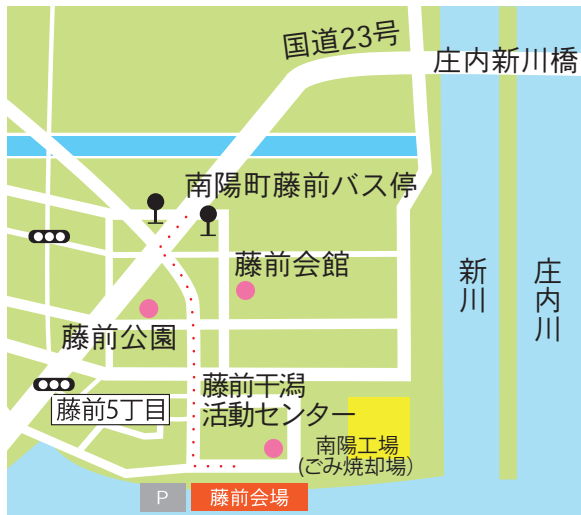 国道23号
庄内新川橋
南陽町藤前バス停
藤前会館
新川
庄内川
藤前公園
藤前干潟
活動センター
藤前5丁目
南陽工場
(ごみ焼却場)
P
藤前会場